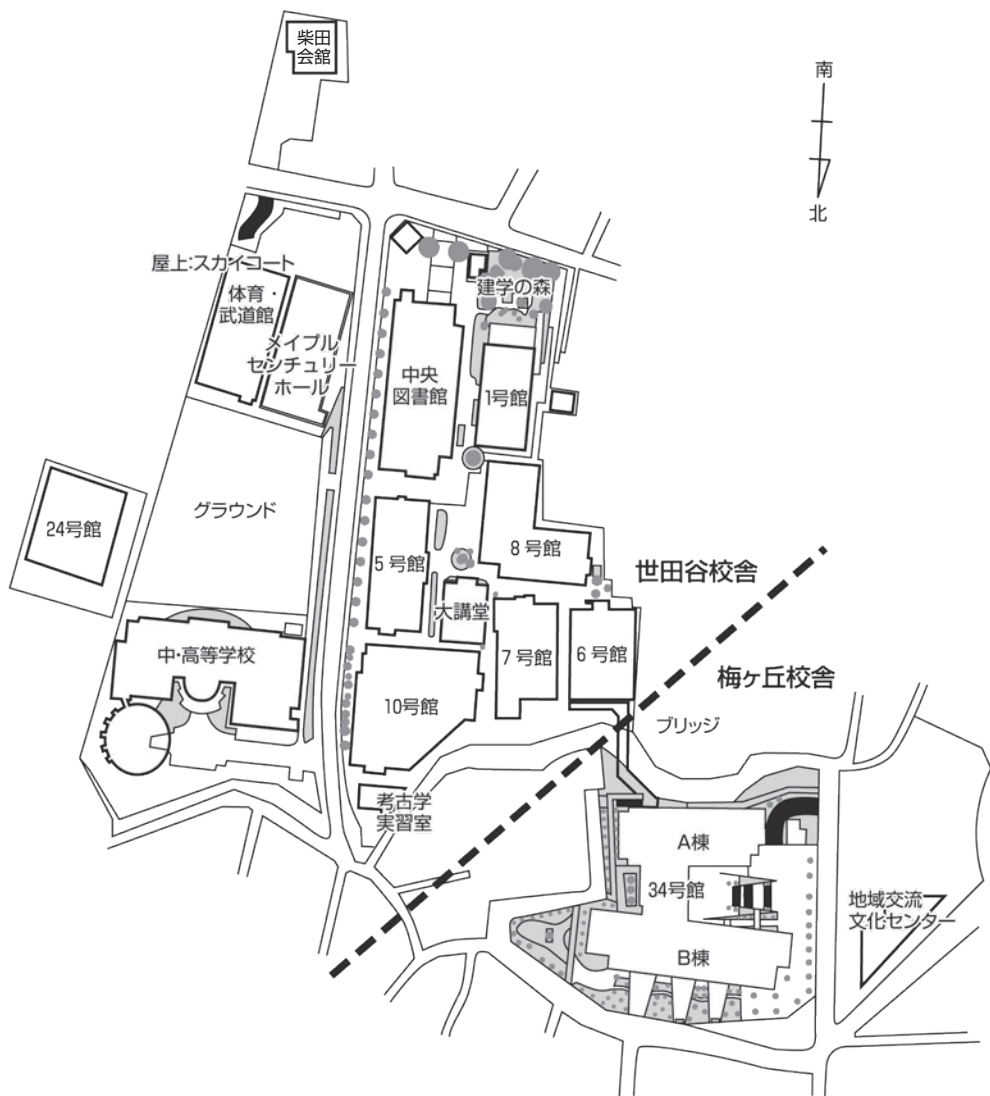 柴田
会舘
南
北
屋上:スカイコート
体育・
武道館
メイプル
センチュリー
ホール
建学の森
中央
図書館
1号館
グラウンド
24号館
5号館
8号館
大講堂
世田谷校舎
中・高等学校
7号館
6号館
梅ヶ丘校舎
10号館
ブリッジ
考古学
実習室
A棟
34号館
地域交流
文化センター
B棟